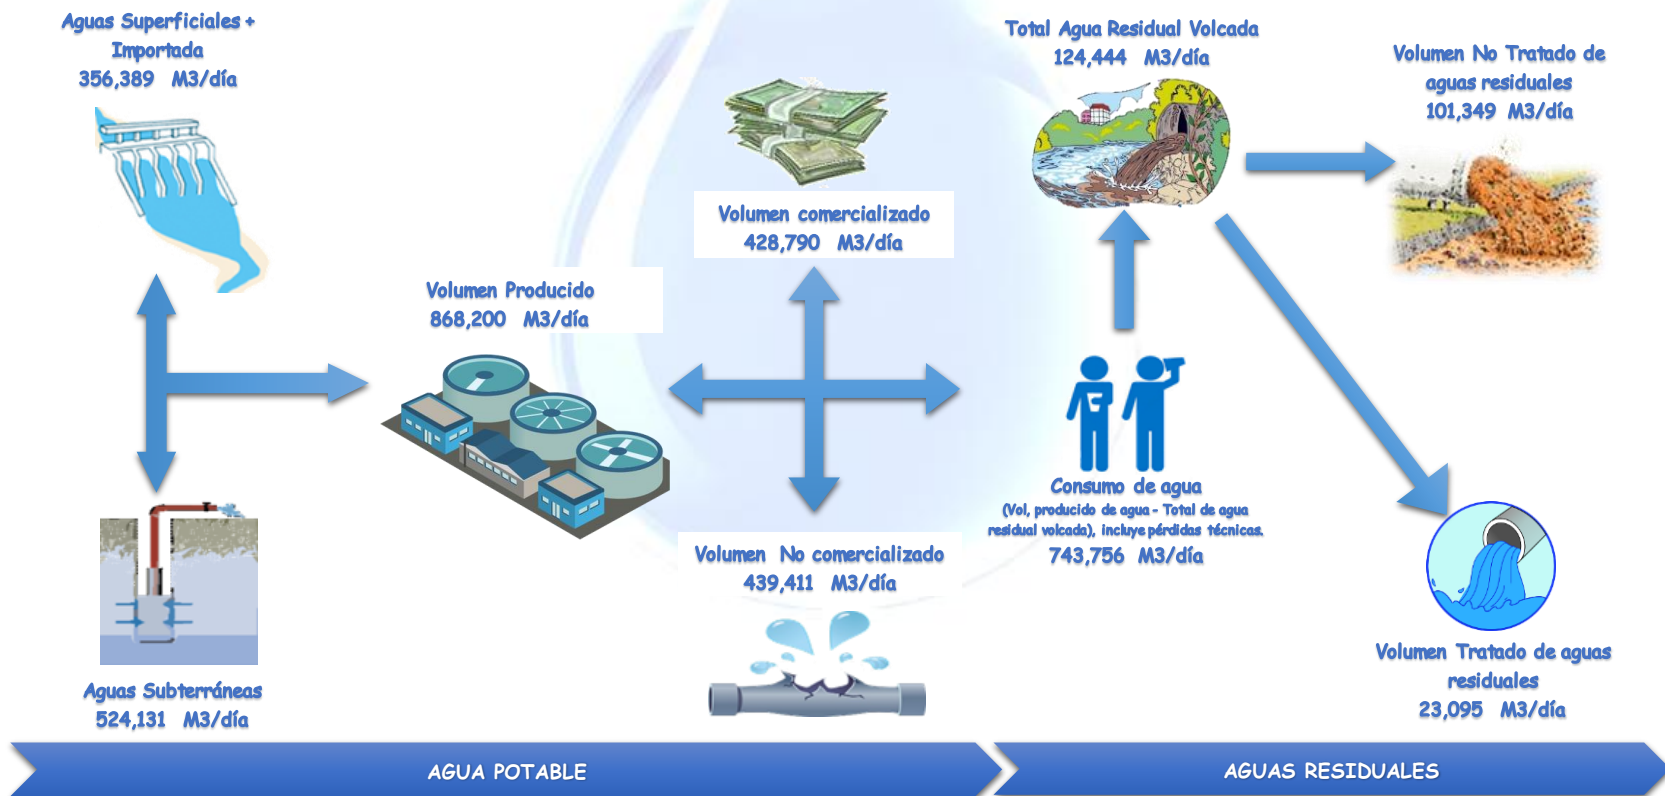 Aguas Superficiales +
Importada
356,389 M3/día
Aguas Subterráneas
524,131 M3/día
Volumen Producido
868,200 M3/día
Volumen comercializado
428,790 M3/día
Volumen No comercializado
439,411 M3/día
Total Agua Residual Volcada
124,444 M3/día
Consumo de agua
(Vol, producido de agua - Total de agua
residual volcada), incluye pérdidas técnicas.
743,756 M3/día
Volumen No Tratado de
aguas residuales
101,349 M3/día
Volumen Tratado de aguas
residuales
23,095 M3/día
AGUA POTABLE
AGUAS RESIDUALES